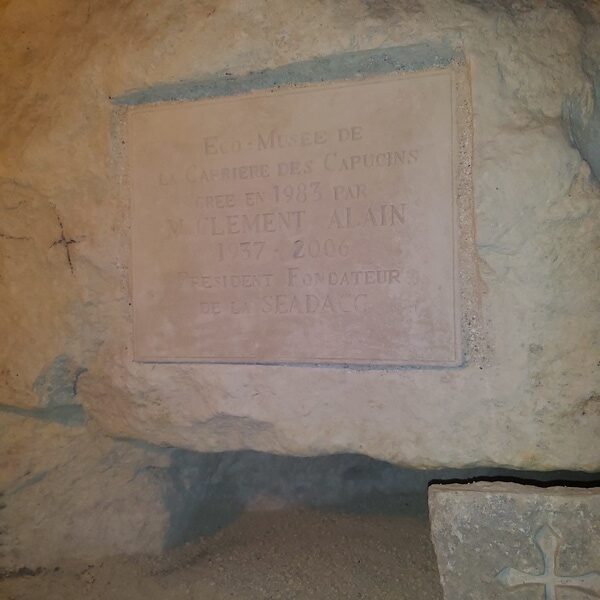 ECO-MUSEE DE
LA CARRIERE DES CAPUCINS
CREE EN 1983 PAR
M. CLEMENT ALAIN
1937-2006
PRESIDENT FONDATEUR
DE LA SEADACC